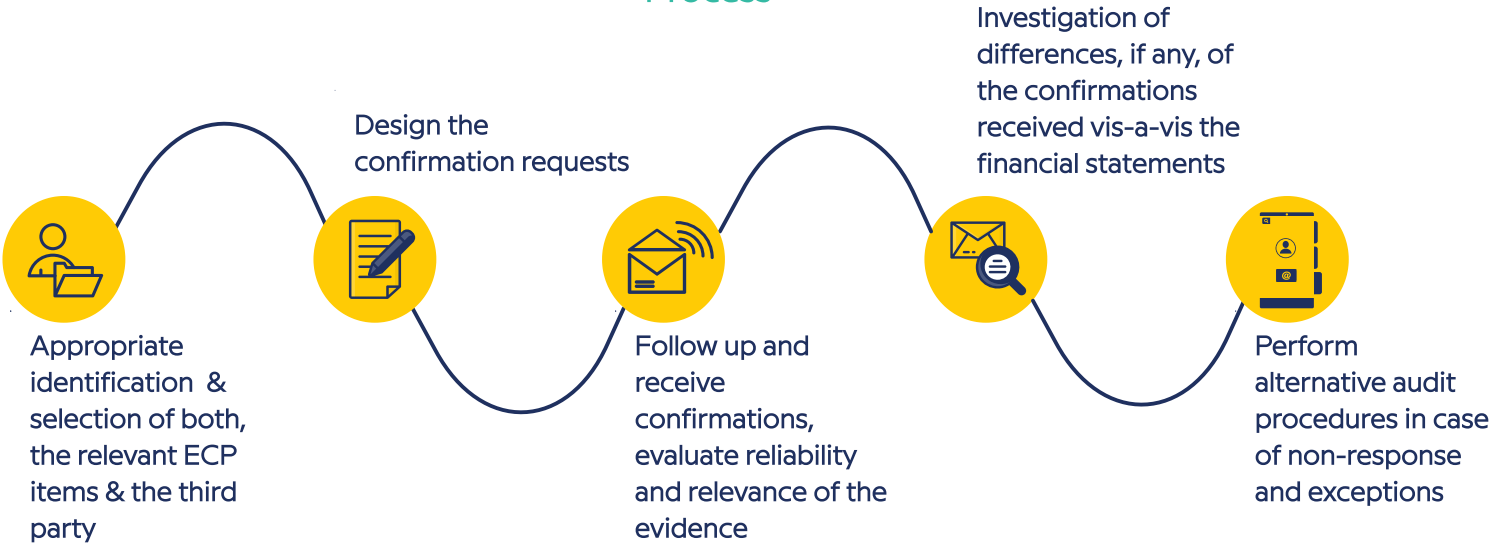 Process
Appropriate
identification & 
selection of both,
the relevant ECP
items & the third
party
Design the
confirmation requests
Follow up and
receive
confirmations,
evaluate reliability
and relevance of the
evidence
Investigation of
differences, if any, of
the confirmations
received vis-a-vis the
financial statements
@
Perform
alternative audit
procedures in case
of non-response
and exceptions